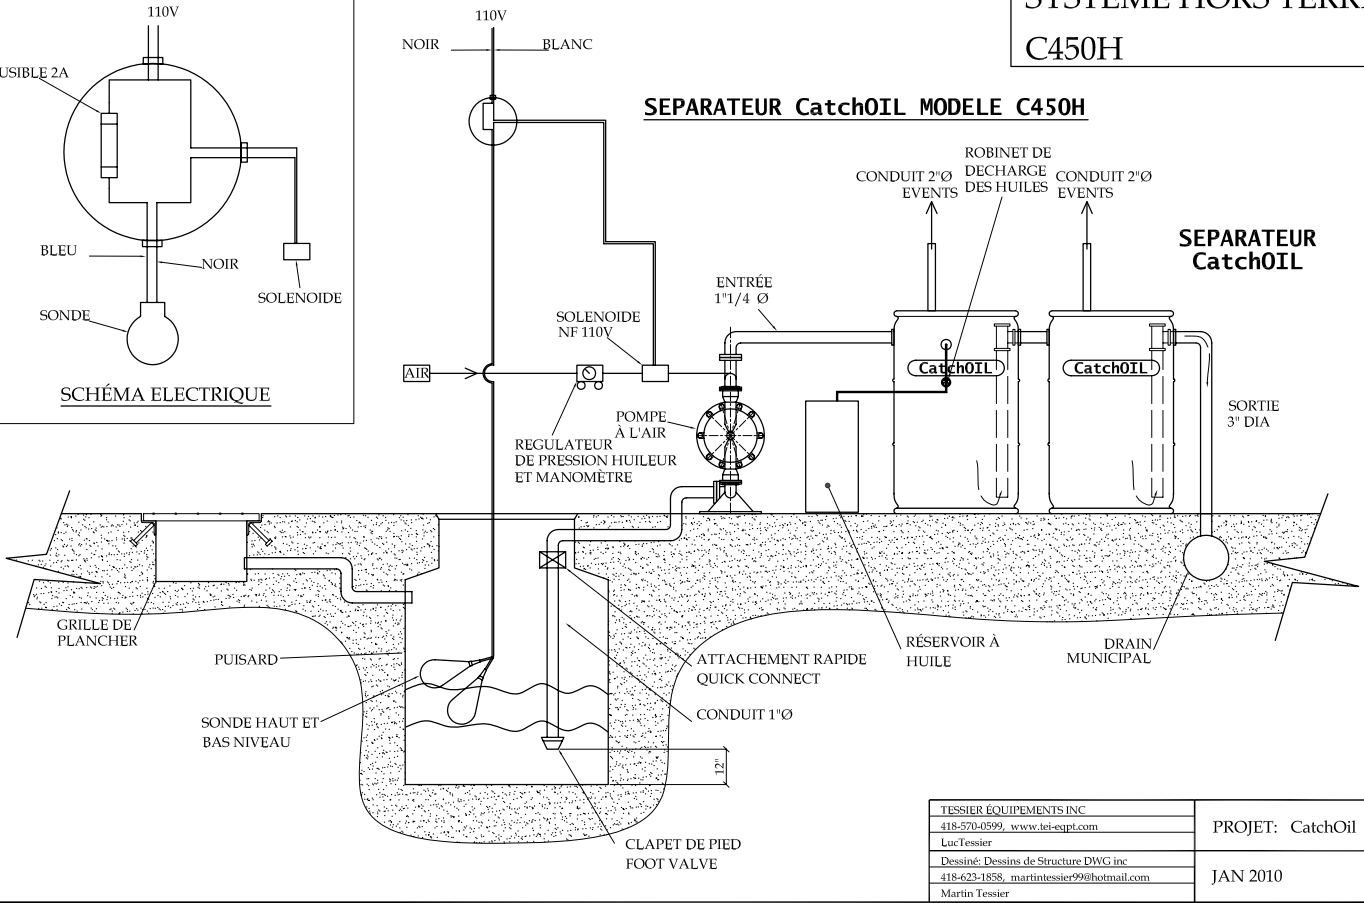 110V
USIBLE 2A
BLEU
NOIR
SOLENOIDE
SONDE
SCHÉMA ELECTRIQUE
110V
NOIR
BLANC
C450H
SEPARATEUR CatchOIL MODELE C450H
ROBINET DE
DECHARGE
DES HUILES
CONDUIT 2"Ø
EVENTS
CONDUIT 2"Ø
EVENTS
SEPARATEUR
CatchOIL
ENTRÉE
1"1/4 Ø
SOLENOIDE
NF 110V
AIR
CatchOIL
CatchOIL
POMPE
À L'AIR
REGULATEUR
DE PRESSION HUILEUR
ET MANOMÈTRE
SORTIE
3" DIA
GRILLE DE
PLANCHER
PUISARD
SONDE HAUT ET
BAS NIVEAU
ATTACHEMENT RAPIDE
QUICK CONNECT
CONDUIT 1"Ø
RÉSERVOIR À
HUILE
DRAIN
MUNICIPAL
12"
CLAPET DE PIED
FOOT VALVE
TESSIER ÉQUIPEMENTS INC
418-570-0599, www.tei-eqpt.com
LucTessier
Dessiné: Dessins de Structure DWG inc
418-623-1858, martintessier99@hotmail.com
Martin Tessier
PROJET: CatchOil
JAN 2010